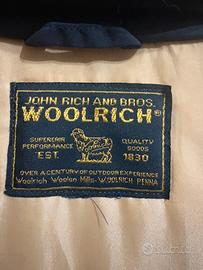 JOHN RICH AND BROS.
WOOLRICH®
SUPERIOR PERFORMANCE
QUALITY GOODS
EST. 1830
OVER A CENTURY OF OUTDOOR EXPERIENCE
Woolrich Woolen Mills-WOOLRICH PENNA
subito